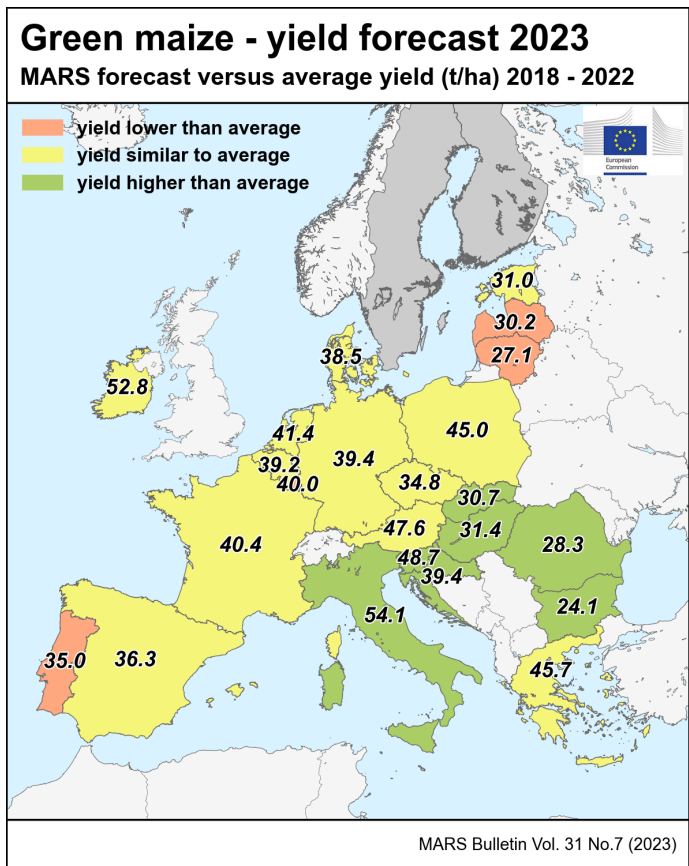 Green maize - yield forecast 2023
MARS forecast versus average yield (t/ha) 2018 - 2022
yield lower than average
yield similar to average
yield higher than average
European
Commission
31.0
30.2
27.1
38.5
52.8
41.4
45.0
39.4
39.2
40.0
34.8
30.7
47.6
31.4
40.4
28.3
48.7
39.4
54.1
24.1
35.0
36.3
45.7
MARS Bulletin Vol. 31 No.7 (2023)